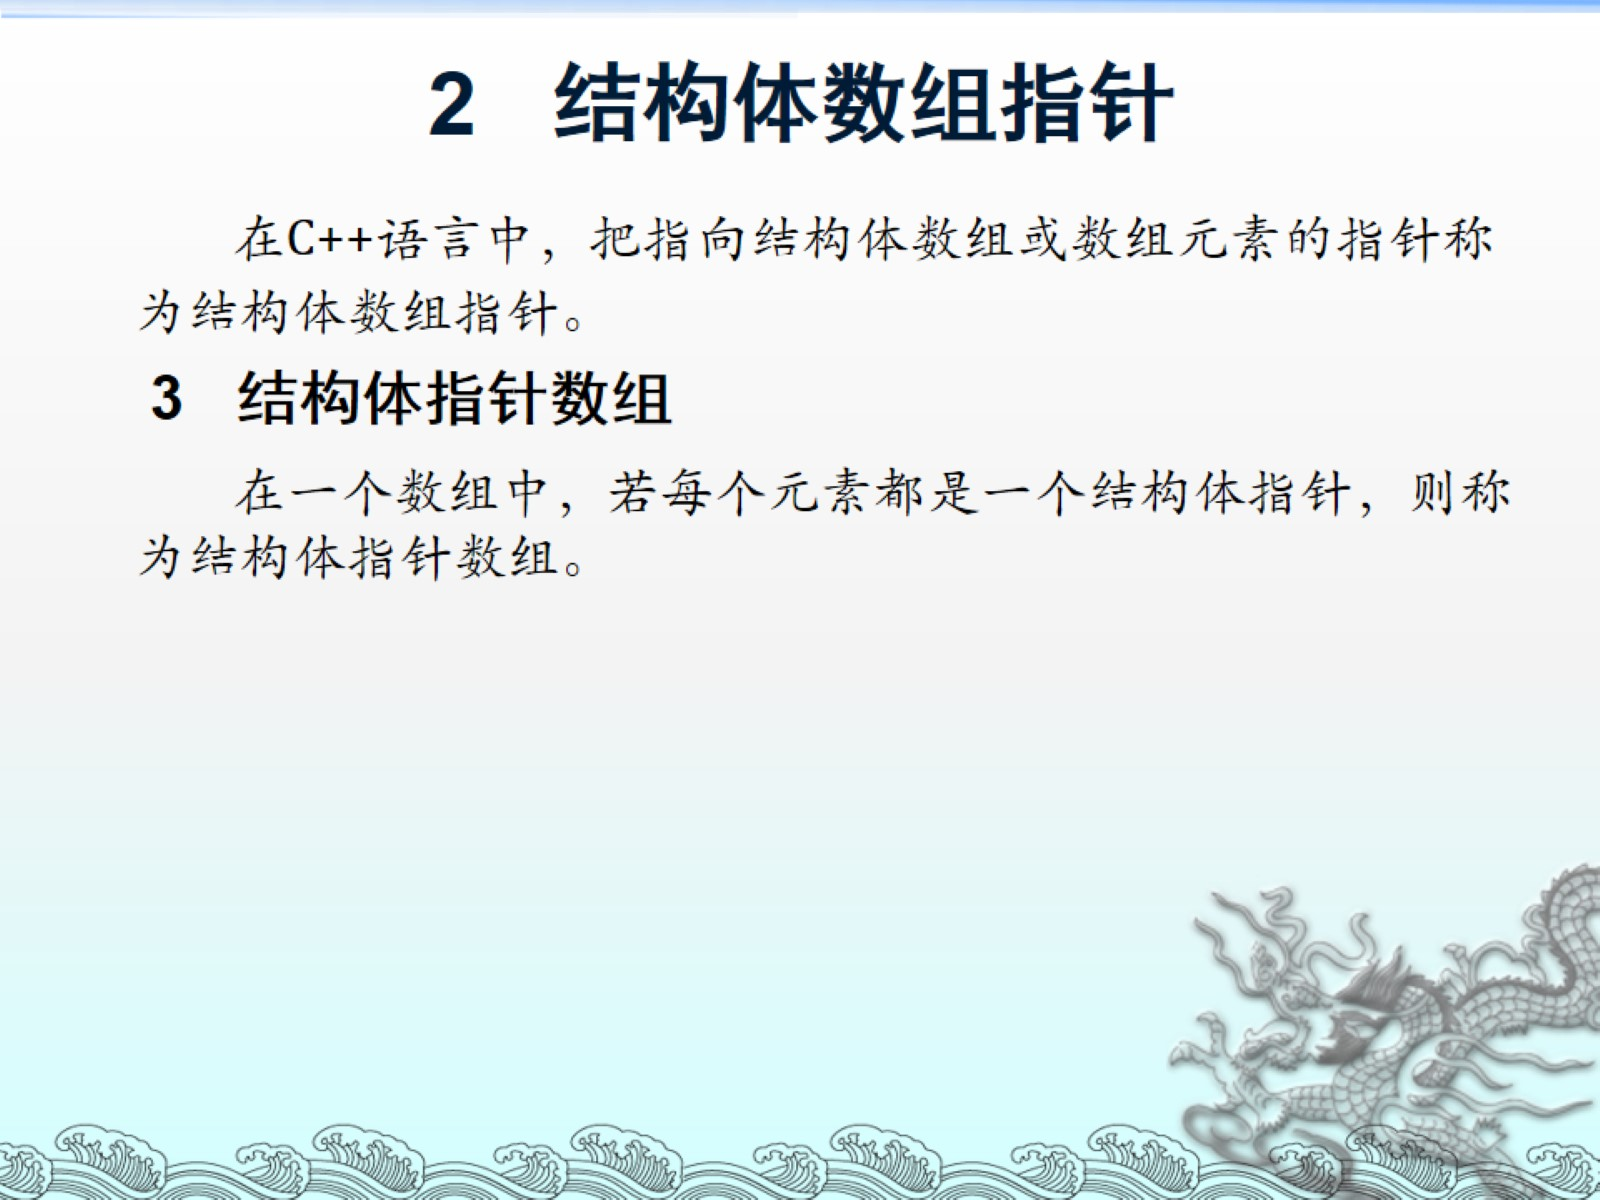 2 结构体数组指针
在C++语言中，把指向结构体数组或数组元素的指针称
为结构体数组指针。
3 结构体指针数组
在一个数组中，若每个元素都是一个结构体指针，则称
为结构体指针数组。